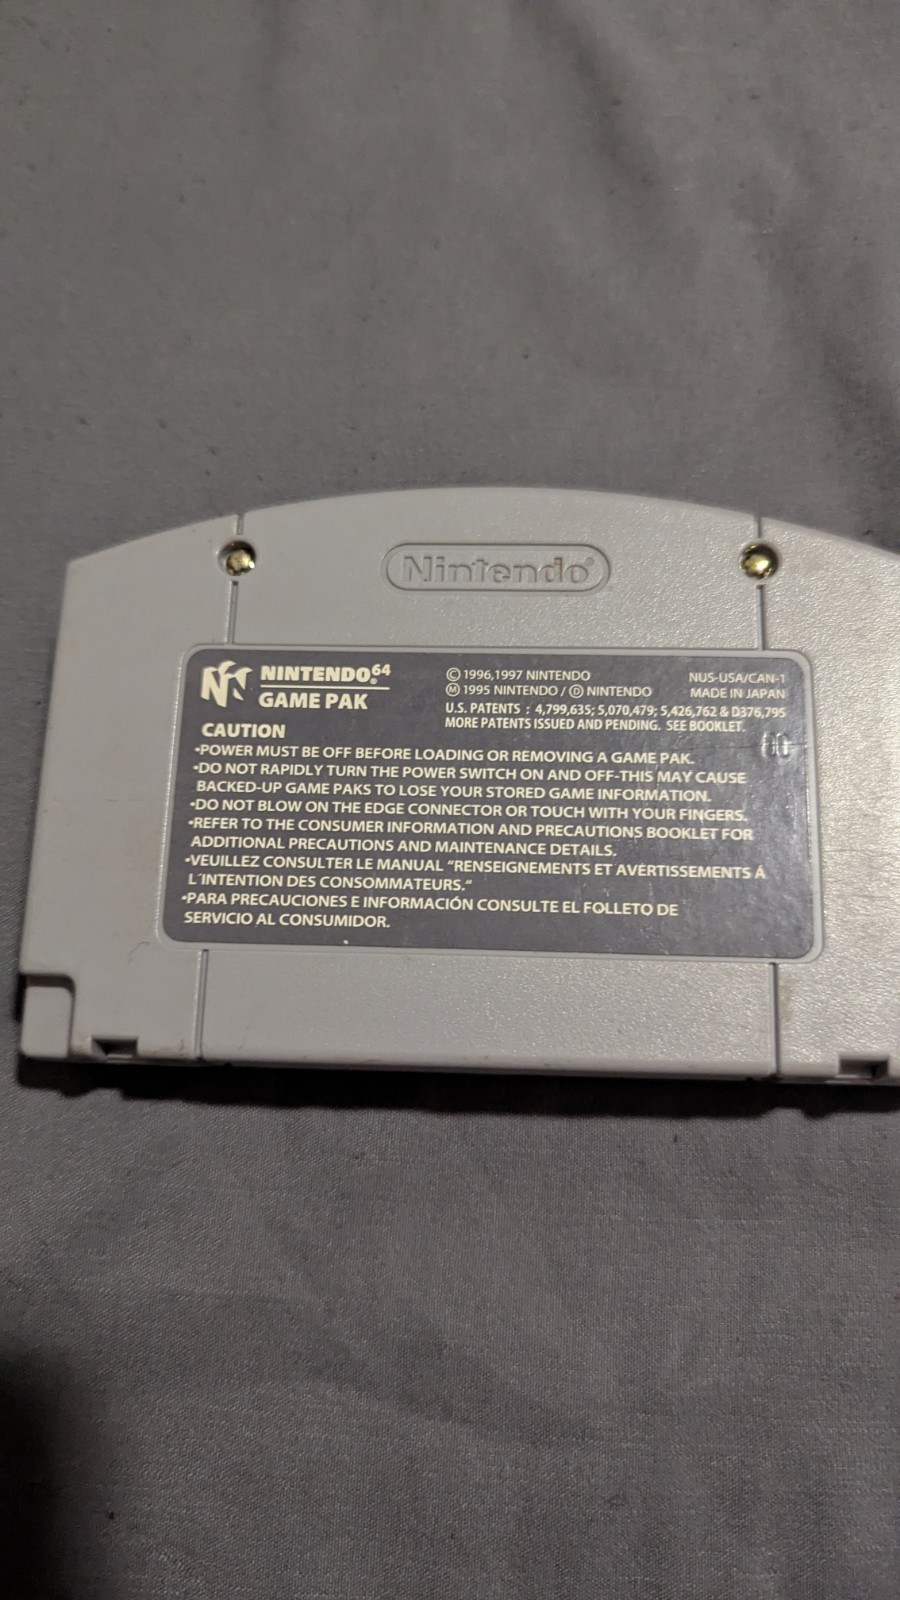 Nintendo®
NINTENDO 64®
GAME PAK
© 1996,1997 NINTENDO
Ⓜ 1995 NINTENDO / Ⓓ NINTENDO
NUS-USA/CAN-1
MADE IN JAPAN
U.S. PATENTS : 4,799,635; 5,070,479; 5,426,762 & D376,795
MORE PATENTS ISSUED AND PENDING. SEE BOOKLET.
CAUTION
•POWER MUST BE OFF BEFORE LOADING OR REMOVING A GAME PAK.
•DO NOT RAPIDLY TURN THE POWER SWITCH ON AND OFF-THIS MAY CAUSE
BACKED-UP GAME PAKS TO LOSE YOUR STORED GAME INFORMATION.
•DO NOT BLOW ON THE EDGE CONNECTOR OR TOUCH WITH YOUR FINGERS.
•REFER TO THE CONSUMER INFORMATION AND PRECAUTIONS BOOKLET FOR
ADDITIONAL PRECAUTIONS AND MAINTENANCE DETAILS.
•VEUILLEZ CONSULTER LE MANUAL "RENSEIGNEMENTS ET AVERTISSEMENTS Á
L'INTENTION DES CONSOMMATEURS."
•PARA PRECAUCIONES E INFORMACIÓN CONSULTE EL FOLLETO DE
SERVICIO AL CONSUMIDOR.